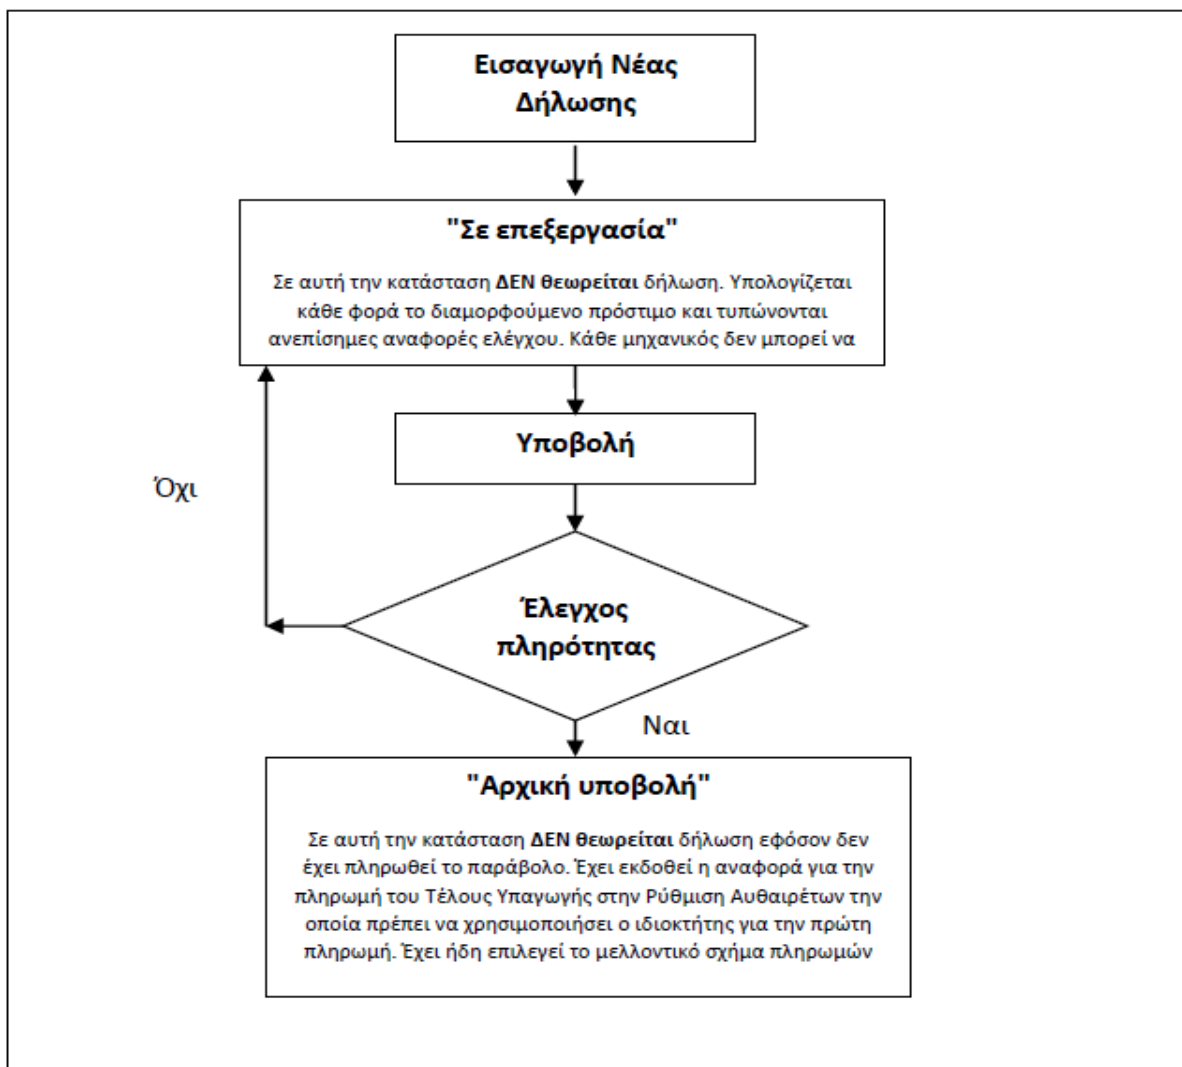 Εισαγωγή Νέας
Δήλωσης
"Σε επεξεργασία"
Σε αυτή την κατάσταση ΔΕΝ θεωρείται δήλωση. Υπολογίζεται
κάθε φορά το διαμορφούμενο πρόστιμο και τυπώνονται
ανεπίσημες αναφορές ελέγχου. Κάθε μηχανικός δεν μπορεί να
Υποβολή
Όχι
Έλεγχος
πληρότητας
Ναι
"Αρχική υποβολή"
Σε αυτή την κατάσταση ΔΕΝ θεωρείται δήλωση εφόσον δεν
έχει πληρωθεί το παράβολο. Έχει εκδοθεί η αναφορά για την
πληρωμή του Τέλους Υπαγωγής στην Ρύθμιση Αυθαιρέτων την
οποία πρέπει να χρησιμοποιήσει ο ιδιοκτήτης για την πρώτη
πληρωμή. Έχει ήδη επιλεγεί το μελλοντικό σχήμα πληρωμών